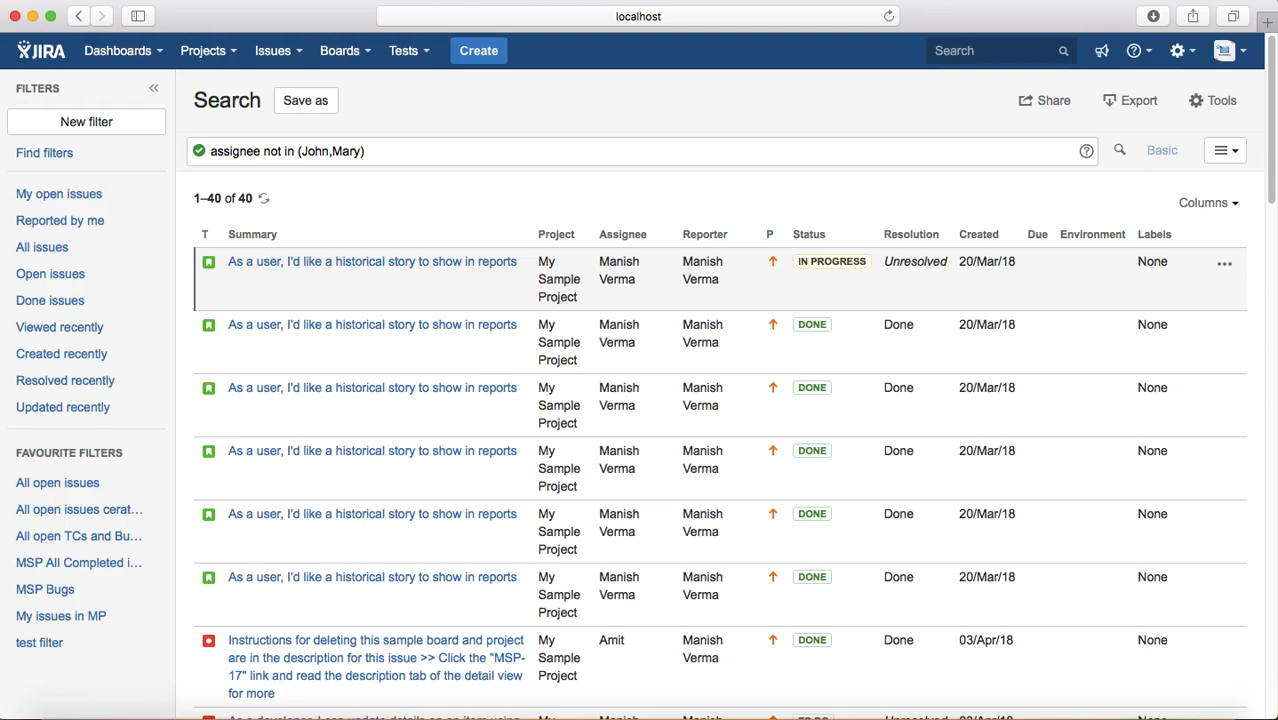 localhost
JIRA Dashboards Projects Issues Boards Tests Create Search
FILTERS
New filter
Find filters
My open issues
Reported by me
All issues
Open issues
Done issues
Viewed recently
Created recently
Resolved recently
Updated recently
FAVOURITE FILTERS
All open issues
All open issues cerat...
All open TCs and Bu...
MSP All Completed i...
MSP Bugs
My issues in MP
test filter
Search Save as Share Export Tools
assignee not in (John,Mary) Basic
1–40 of 40
Columns
T Summary Project Assignee Reporter P Status Resolution Created Due Environment Labels
As a user, I'd like a historical story to show in reports My Manish Manish IN PROGRESS Unresolved 20/Mar/18 None
Sample Verma Verma
Project
As a user, I'd like a historical story to show in reports My Manish Manish DONE Done 20/Mar/18 None
Sample Verma Verma
Project
As a user, I'd like a historical story to show in reports My Manish Manish DONE Done 20/Mar/18 None
Sample Verma Verma
Project
As a user, I'd like a historical story to show in reports My Manish Manish DONE Done 20/Mar/18 None
Sample Verma Verma
Project
As a user, I'd like a historical story to show in reports My Manish Manish DONE Done 20/Mar/18 None
Sample Verma Verma
Project
As a user, I'd like a historical story to show in reports My Manish Manish DONE Done 20/Mar/18 None
Sample Verma Verma
Project
Instructions for deleting this sample board and project My Amit Manish DONE Done 03/Apr/18 None
are in the description for this issue >> Click the "MSP- Sample Verma
17" link and read the description tab of the detail view Project
for more